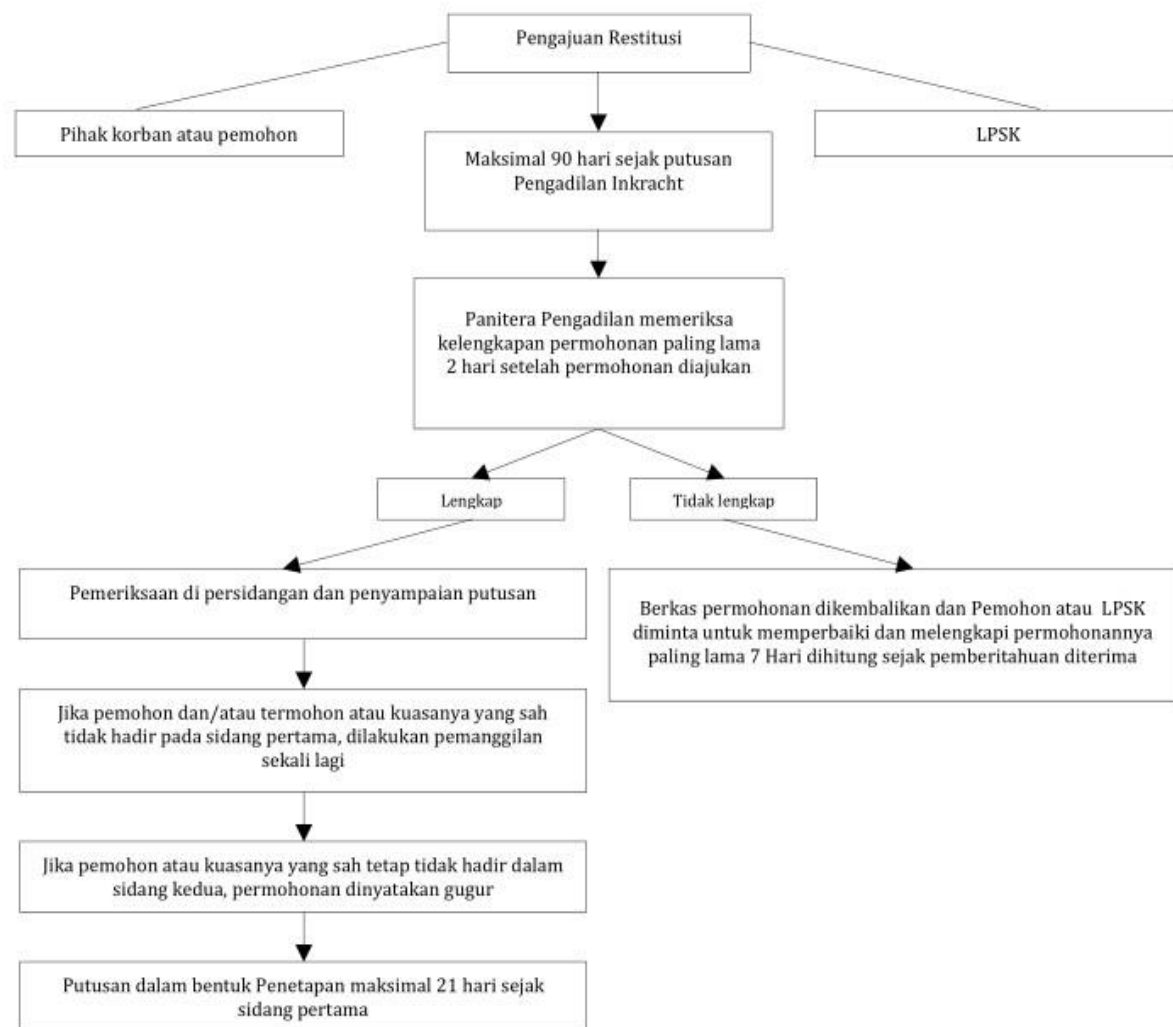 Pengajuan Restitusi
Pihak korban atau pemohon
LPSK
Maksimal 90 hari sejak putusan
Pengadilan Inkracht
Panitera Pengadilan memeriksa
kelengkapan permohonan paling lama
2 hari setelah permohonan diajukan
Lengkap
Tidak lengkap
Pemeriksaan di persidangan dan penyampaian putusan
Berkas permohonan dikembalikan dan Pemohon atau LPSK
diminta untuk memperbaiki dan melengkapi permohonannya
paling lama 7 Hari dihitung sejak pemberitahuan diterima
Jika pemohon dan/atau termohon atau kuasanya yang sah
tidak hadir pada sidang pertama, dilakukan pemanggilan
sekali lagi
Jika pemohon atau kuasanya yang sah tetap tidak hadir dalam
sidang kedua, permohonan dinyatakan gugur
Putusan dalam bentuk Penetapan maksimal 21 hari sejak
sidang pertama